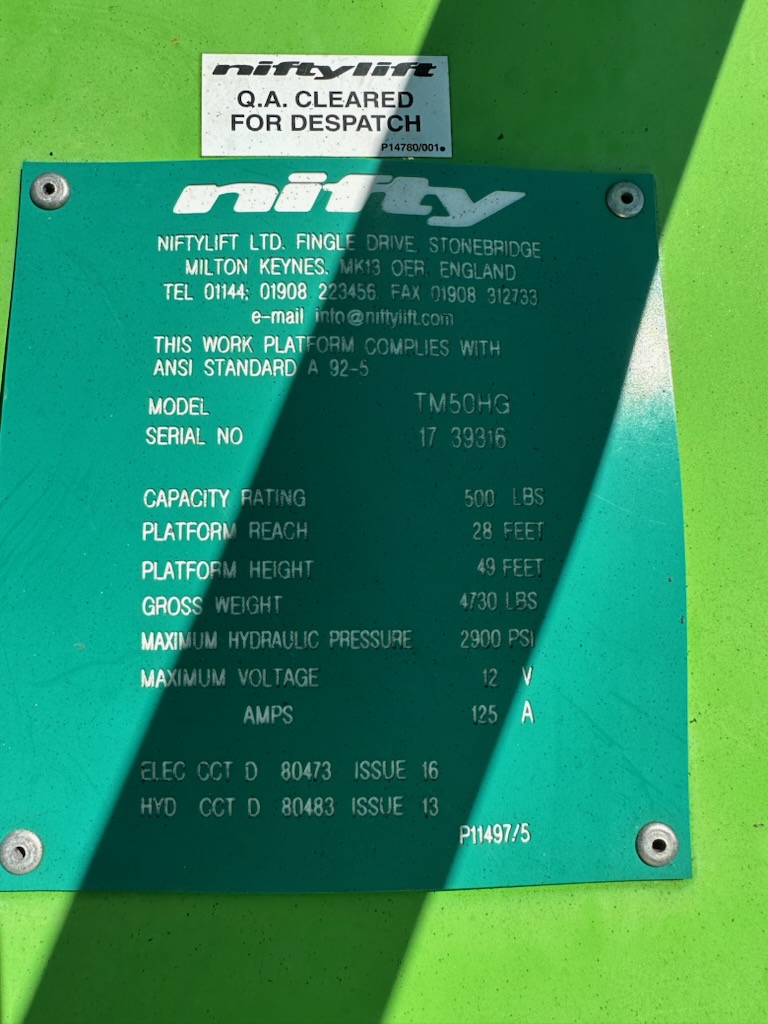 niftylift
Q.A. CLEARED
FOR DESPATCH
P14780/001
nifty
NIFTYLIFT LTD. FINGLE DRIVE, STONEBRIDGE
MILTON KEYNES. MK13 OER, ENGLAND
TEL 01144; 01908 223456 FAX 01908 312733
e-mail info@niftylift.com
THIS WORK PLATFORM COMPLIES WITH
ANSI STANDARD A 92-5
MODEL TM50HG
SERIAL NO 17 39316
CAPACITY RATING 500 LBS
PLATFORM REACH 28 FEET
PLATFORM HEIGHT 49 FEET
GROSS WEIGHT 4730 LBS
MAXIMUM HYDRAULIC PRESSURE 2900 PSI
MAXIMUM VOLTAGE 12 V
AMPS 125 A
ELEC CCT D 80473 ISSUE 16
HYD CCT D 80483 ISSUE 13
P11497/5